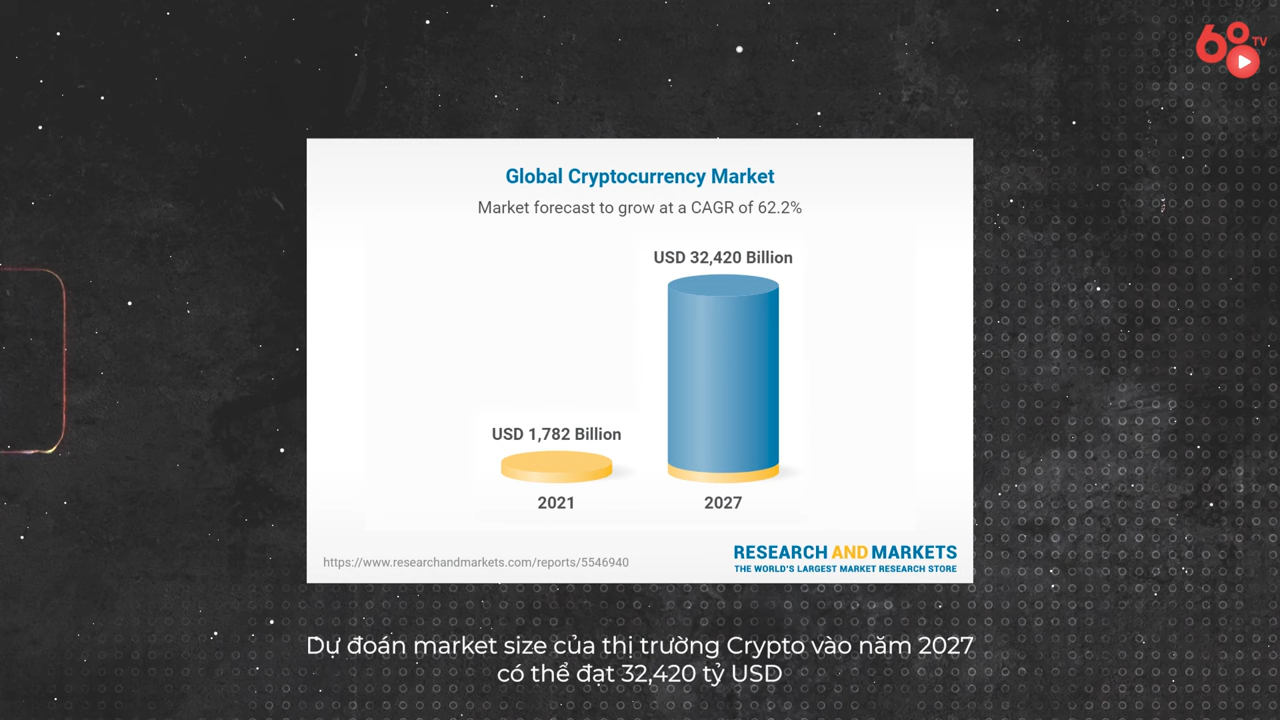 68
TV
Global Cryptocurrency Market
Market forecast to grow at a CAGR of 62.2%
USD 32,420 Billion
USD 1,782 Billion
2021
2027
https://www.researchandmarkets.com/reports/5546940
RESEARCH AND MARKETS
THE WORLD'S LARGEST MARKET RESEARCH STORE
Dự đoán market size của thị trường Crypto vào năm 2027
có thể đạt 32,420 tỷ USD